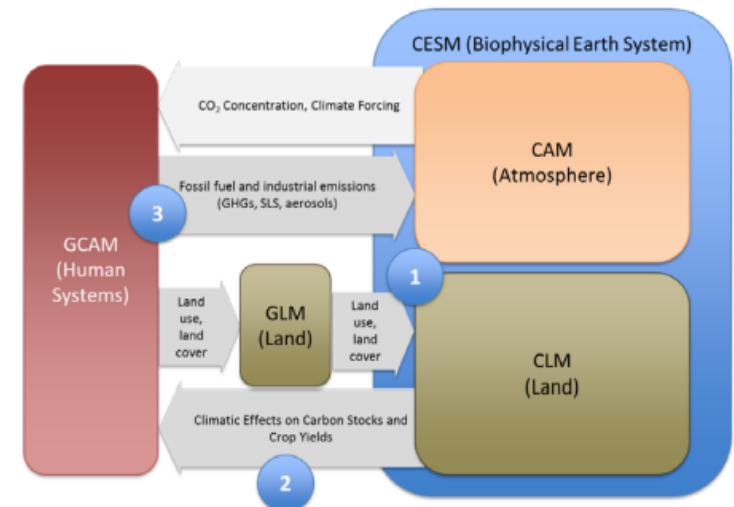 CESM (Biophysical Earth System)
CO₂ Concentration, Climate Forcing
CAM
(Atmosphere)
Fossil fuel and industrial emissions
(GHGs, SLS, aerosols)
3
GCAM
(Human
Systems)
1
Land
use,
land
cover
GLM
(Land)
Land
use,
land
cover
CLM
(Land)
Climatic Effects on Carbon Stocks and
Crop Yields
2